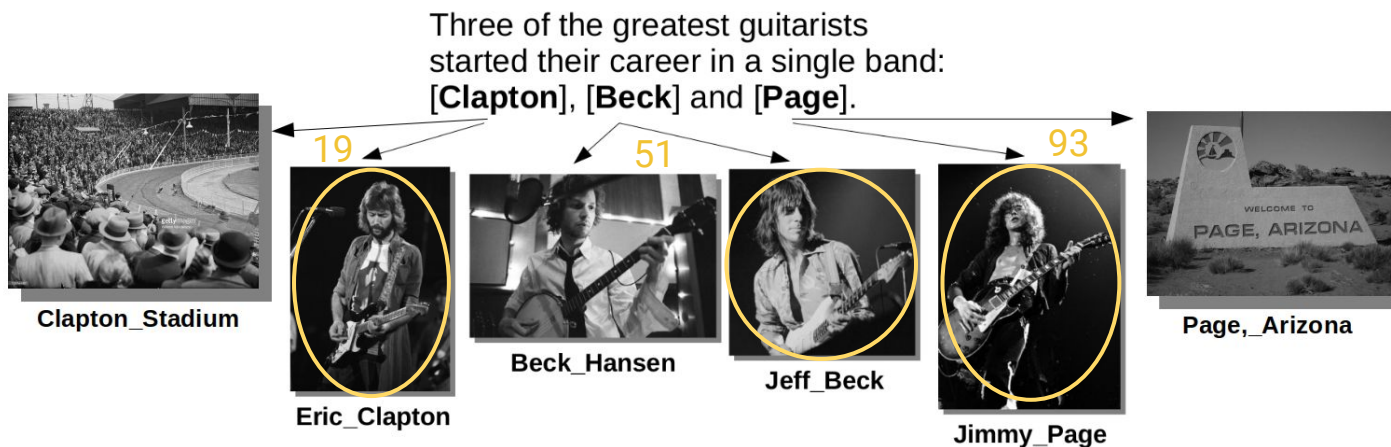 Three of the greatest guitarists
started their career in a single band:
[Clapton], [Beck] and [Page].
19
51
93
gettyimages
WELCOME TO
PAGE, ARIZONA
Clapton_Stadium
Eric_Clapton
Beck_Hansen
Jeff_Beck
Jimmy_Page
Page,_Arizona